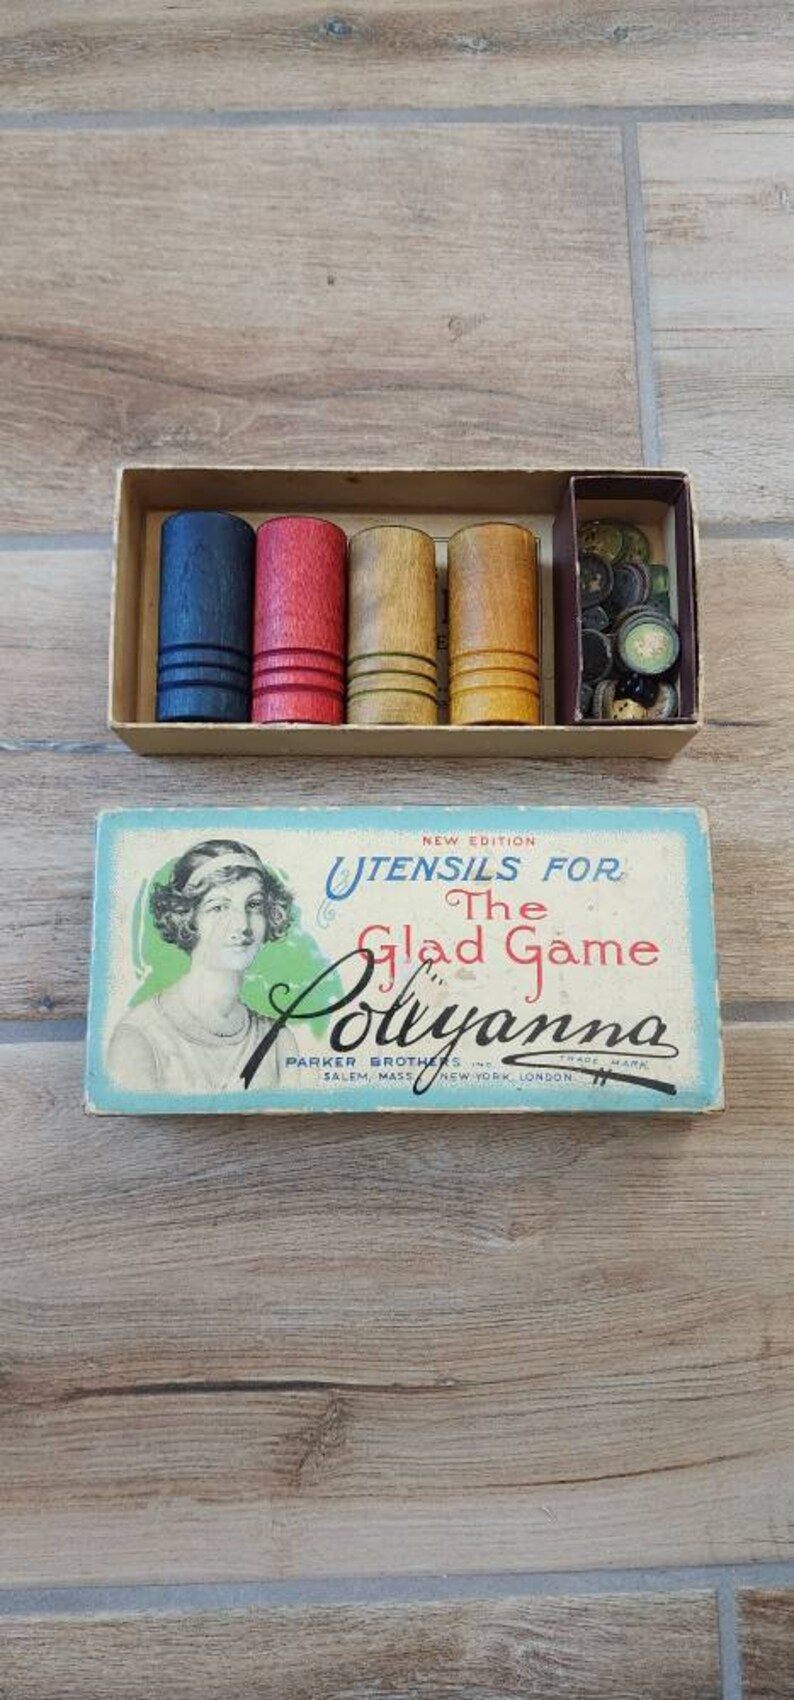 NEW EDITION
UTENSILS FOR
The
Glad Game
Pollyanna
PARKER BROTHERS INC. TRADE MARK
SALEM, MASS. NEW YORK, LONDON.